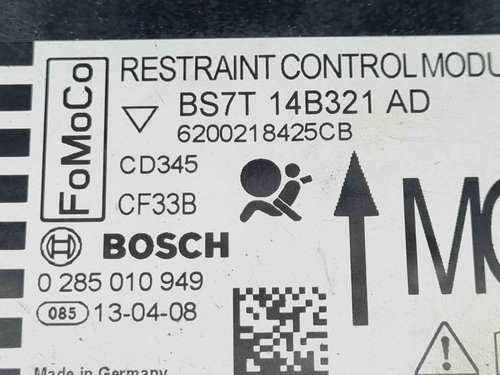 FoMoCo
RESTRAINT CONTROL MODU
BS7T 14B321 AD
6200218425CB
CD345
CF33B
BOSCH
0 285 010 949
085 13-04-08
Made in Germany
MO